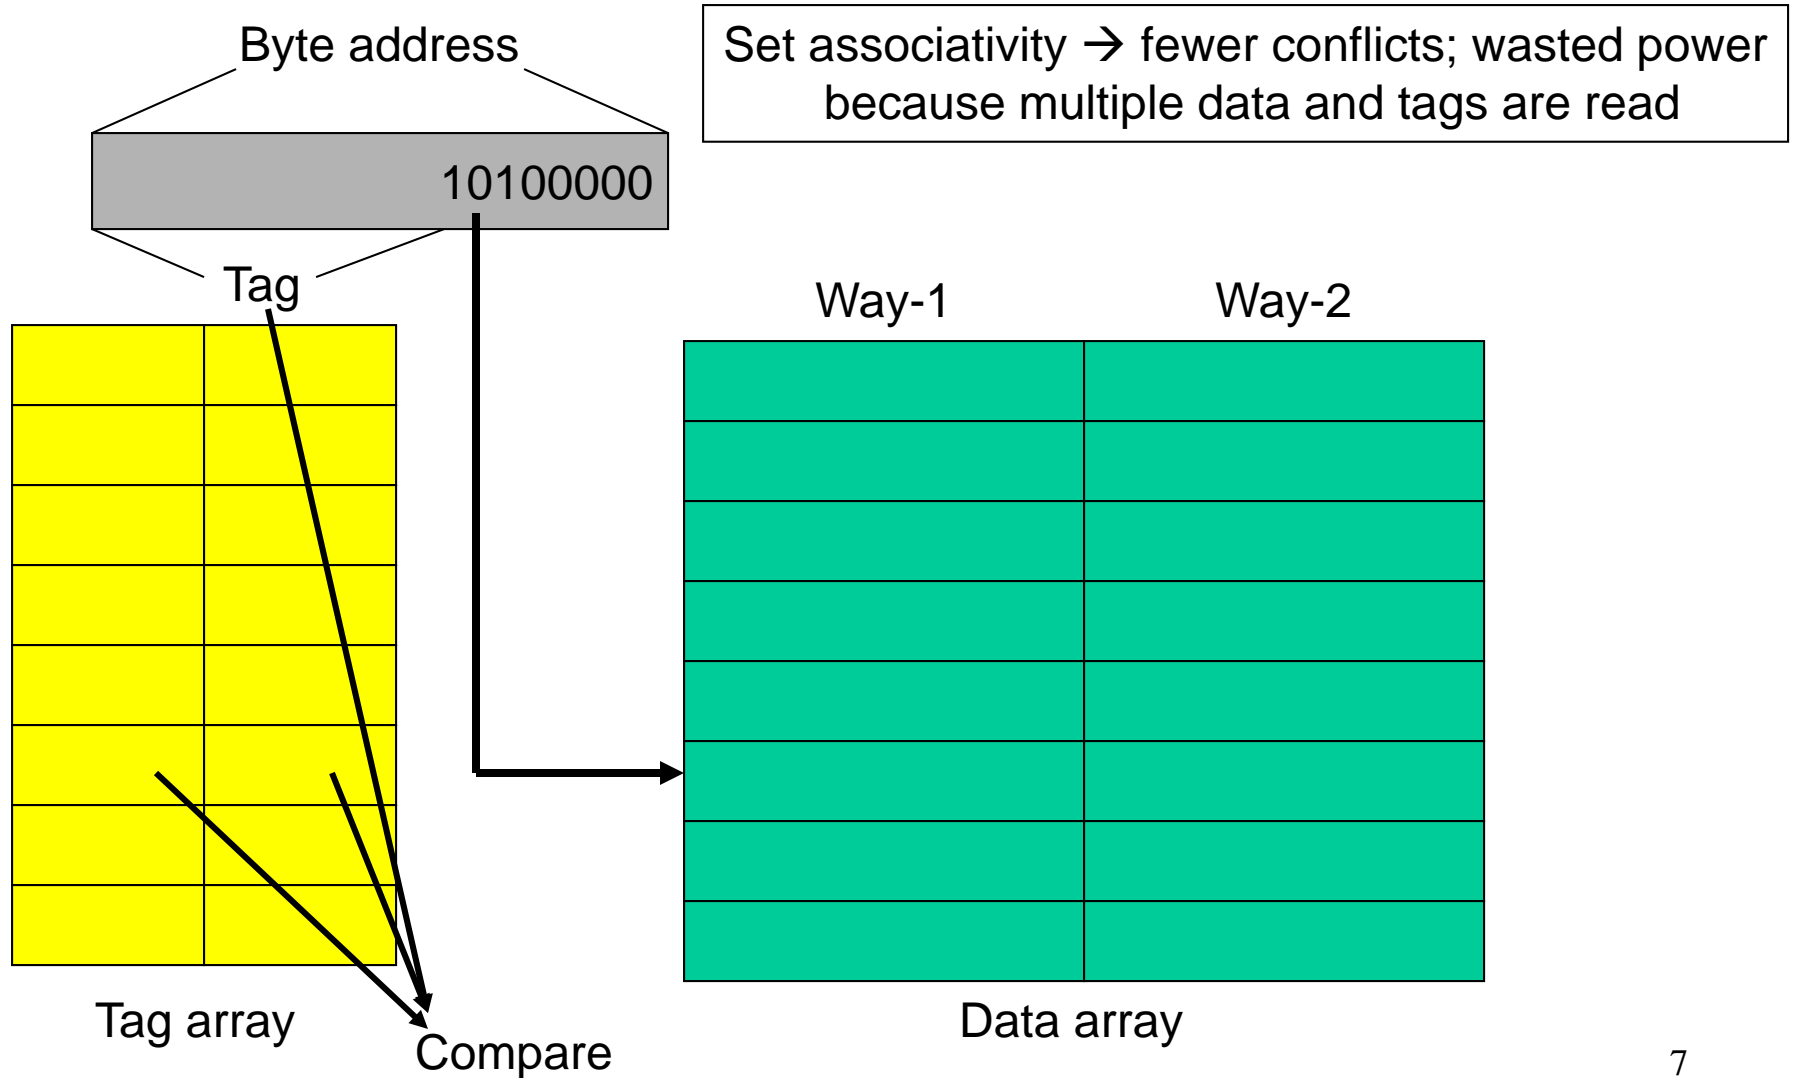 Byte address
Set associativity → fewer conflicts; wasted power
because multiple data and tags are read
10100000
Tag
Way-1
Way-2
Tag array
Data array
Compare
7